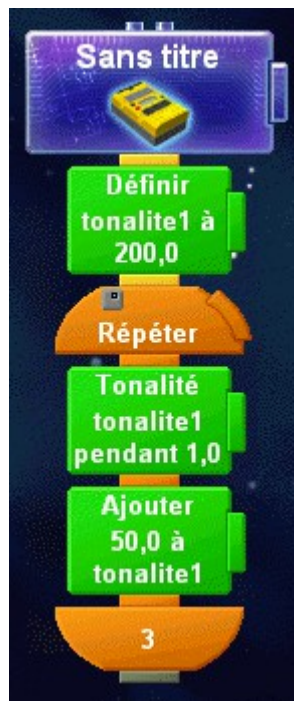 Sans titre
Définir
tonalite1 à
200,0
Répéter
Tonalité
tonalite1
pendant 1,0
Ajouter
50,0 à
tonalite1
3